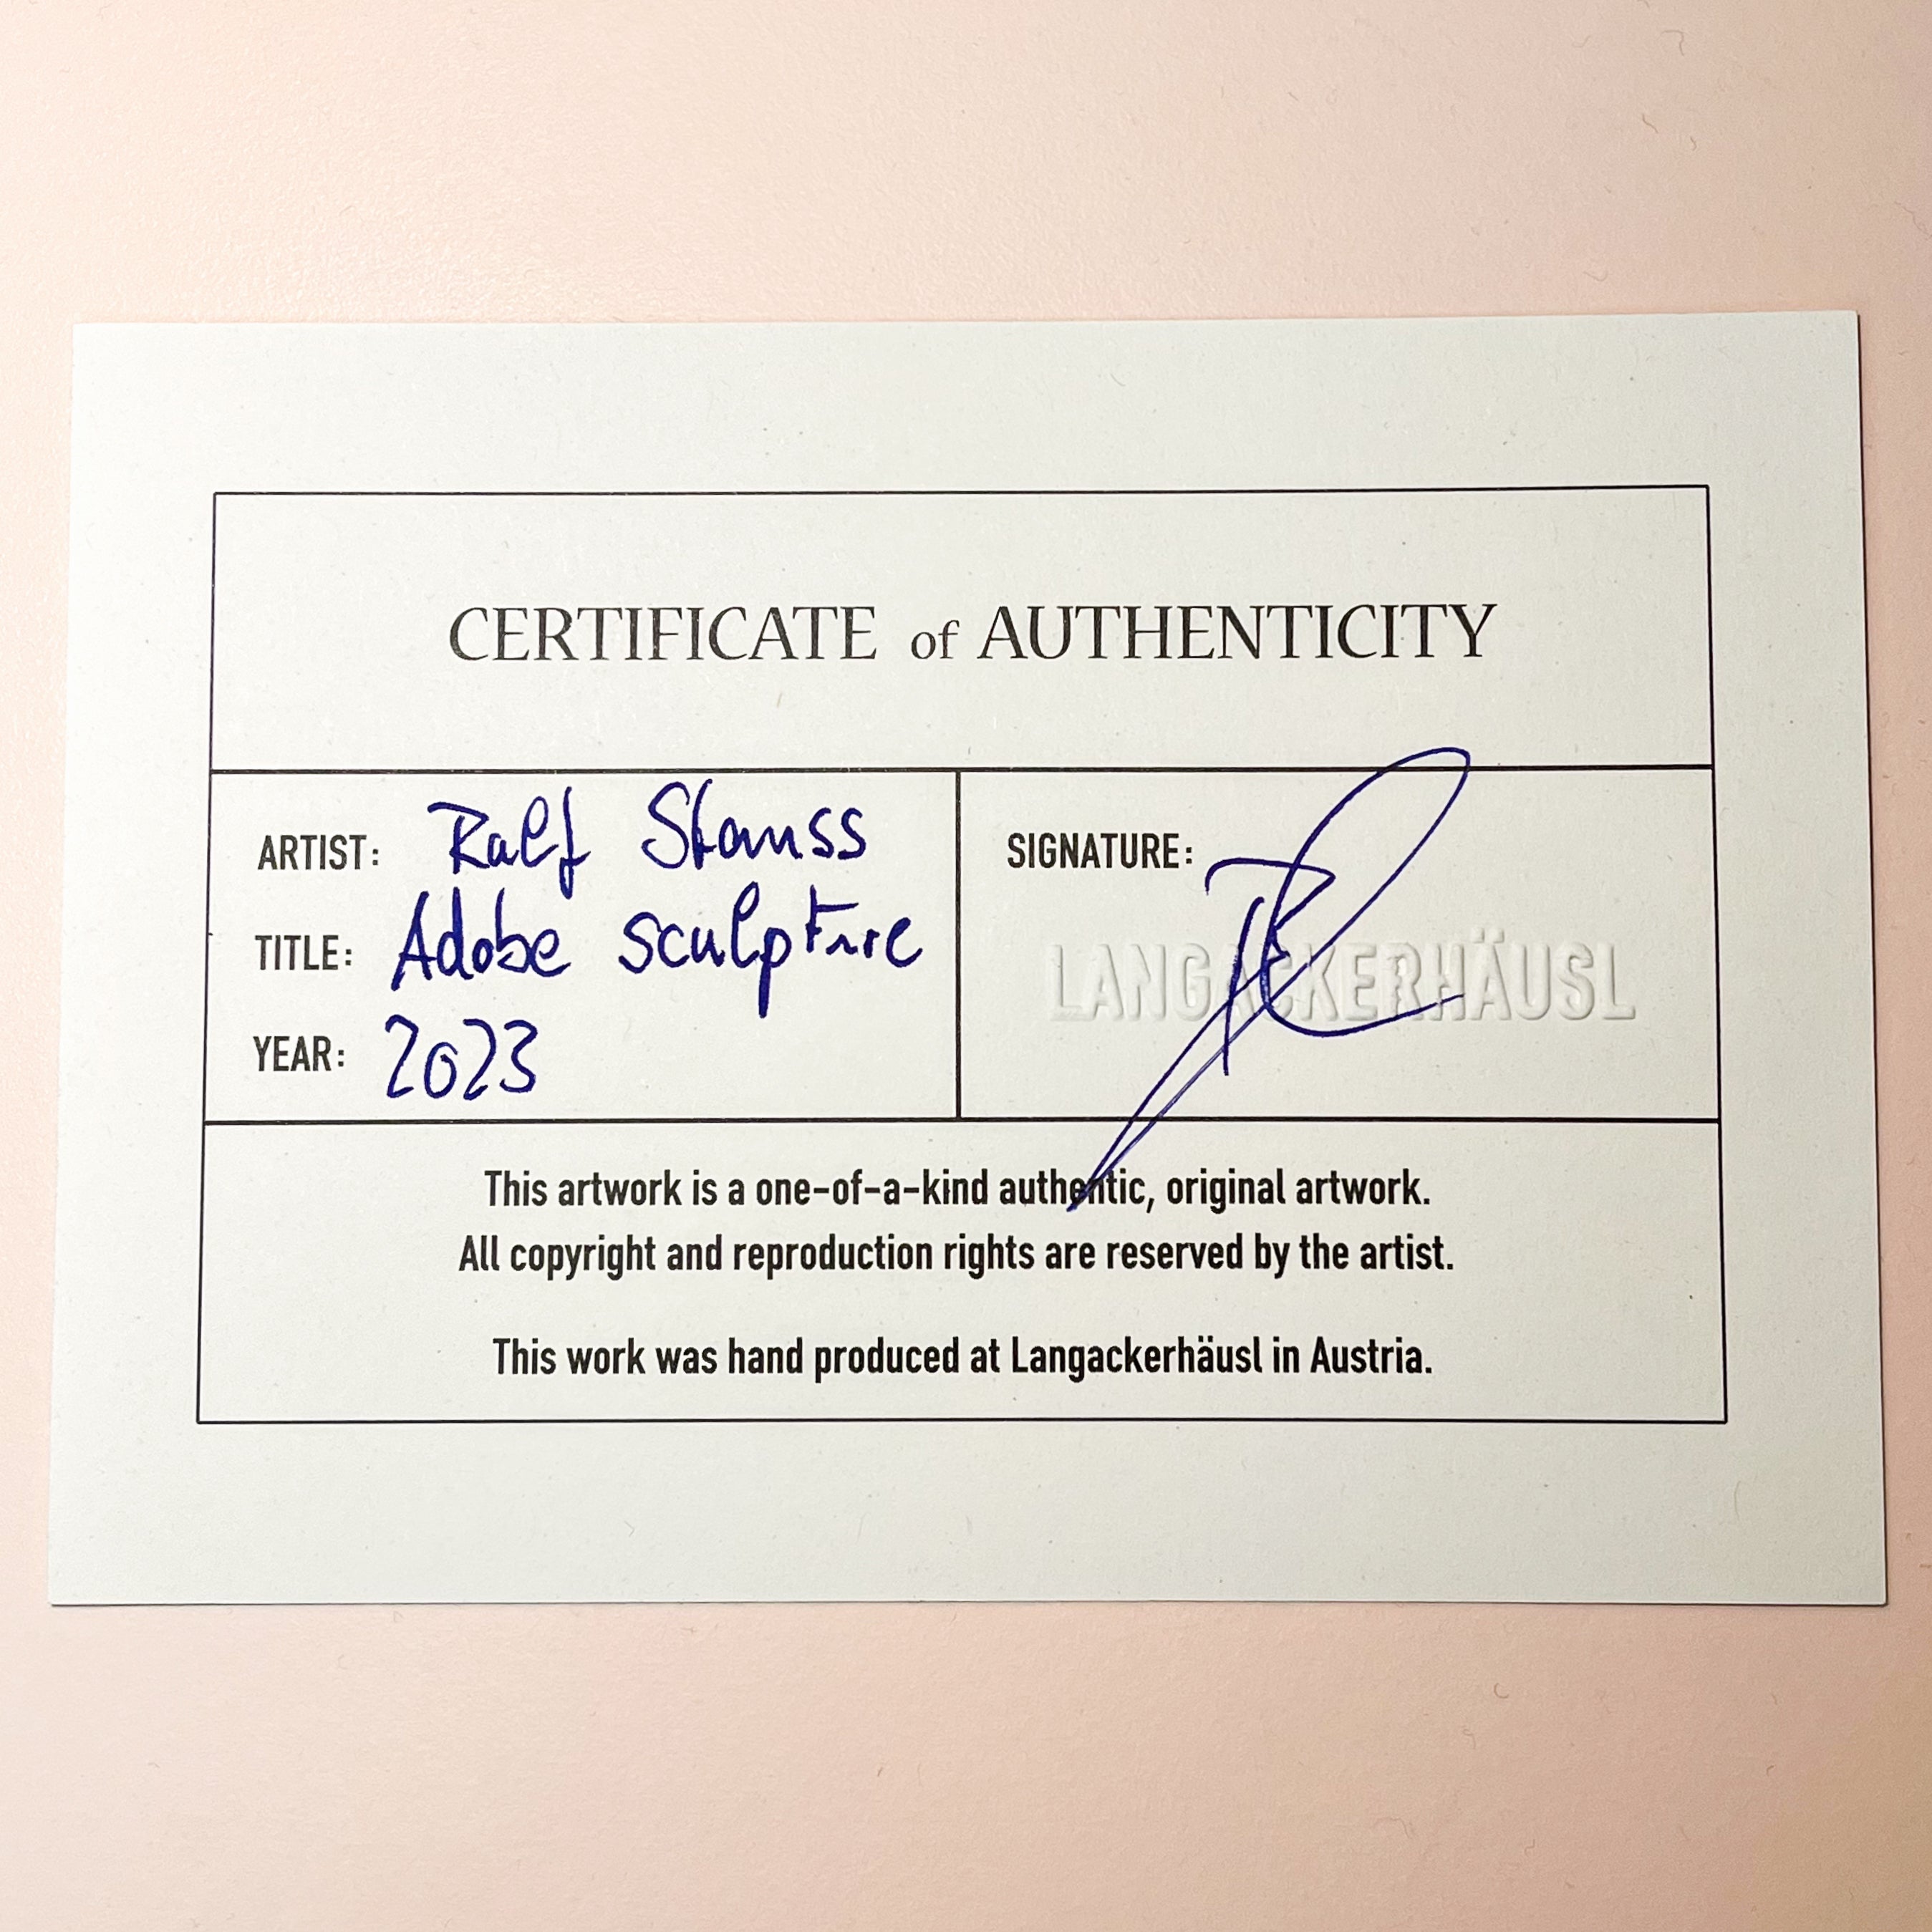 CERTIFICATE of AUTHENTICITY
ARTIST: Ralf Stauss
TITLE: Adobe sculpture
YEAR: 2023
SIGNATURE:
LANGACKERHÄUSL
This artwork is a one-of-a-kind authentic, original artwork.
All copyright and reproduction rights are reserved by the artist.
This work was hand produced at Langackerhäusl in Austria.